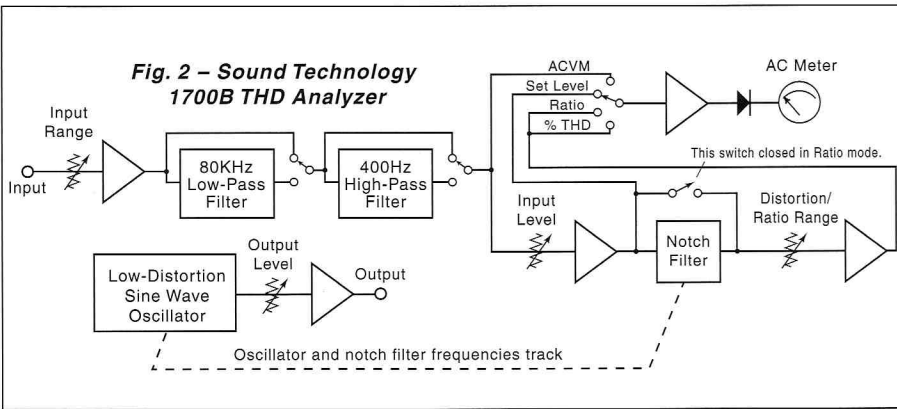 Fig. 2 – Sound Technology
1700B THD Analyzer
Input
Range
Input
80KHz
Low-Pass
Filter
400Hz
High-Pass
Filter
ACVM
Set Level
Ratio
% THD
AC Meter
This switch closed in Ratio mode.
Input
Level
Notch
Filter
Distortion/
Ratio Range
Low-Distortion
Sine Wave
Oscillator
Output
Level
Output
Oscillator and notch filter frequencies track